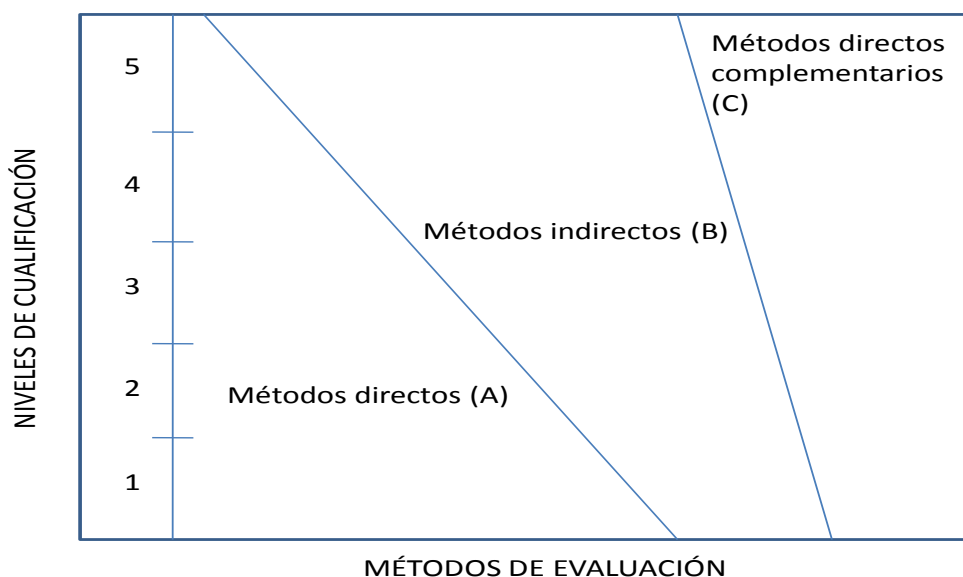 Métodos directos
complementarios
(C)
5
4
Métodos indirectos (B)
3
2
Métodos directos (A)
1
NIVELES DE CUALIFICACIÓN
MÉTODOS DE EVALUACIÓN